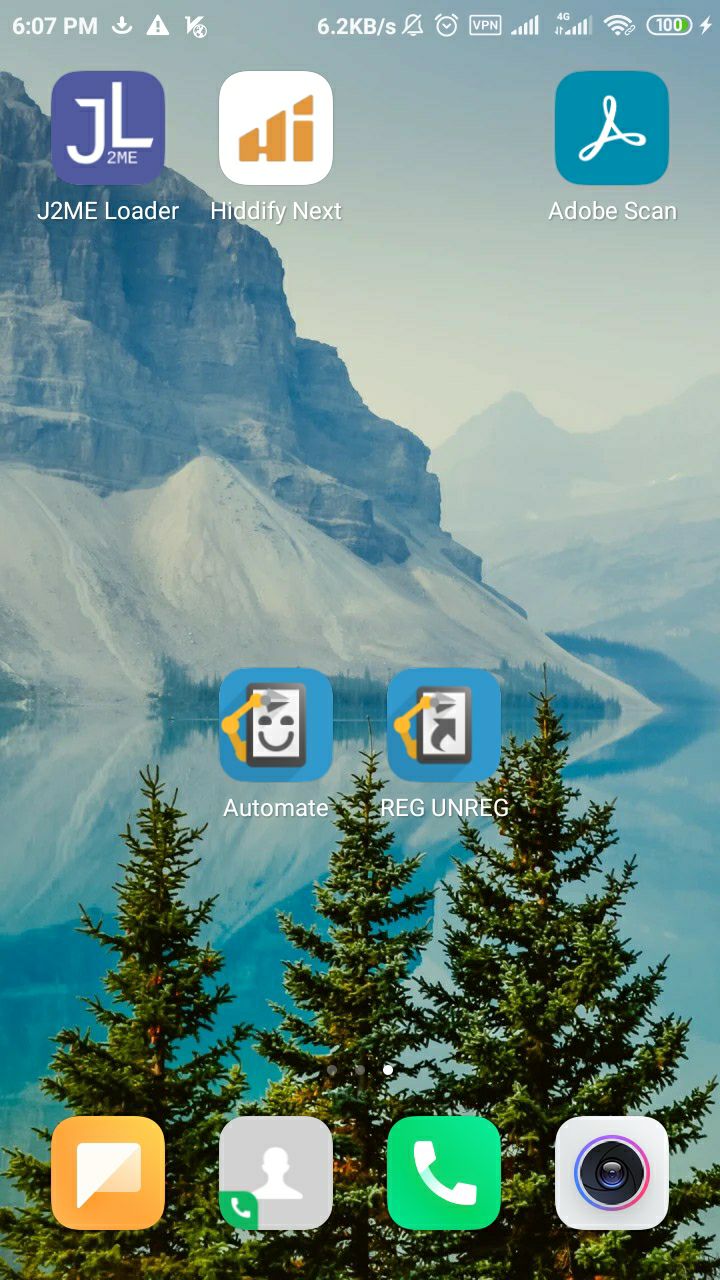 6:07 PM 6.2KB/s VPN 4G 100
JL
2ME
Hi
J2ME Loader Hiddify Next Adobe Scan
Automate REG UNREG